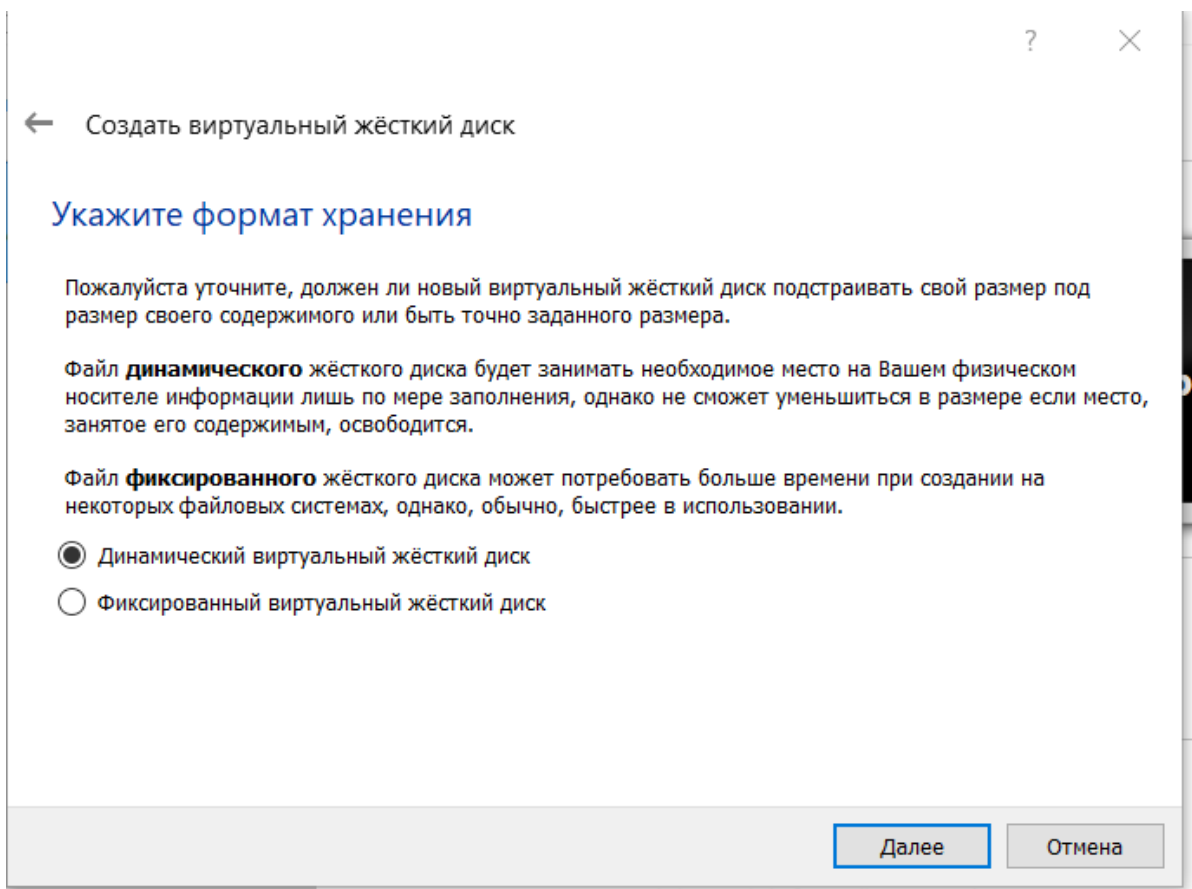 ?
Создать виртуальный жёсткий диск
Укажите формат хранения
Пожалуйста уточните, должен ли новый виртуальный жёсткий диск подстраивать свой размер под
размер своего содержимого или быть точно заданного размера.
Файл динамического жёсткого диска будет занимать необходимое место на Вашем физическом
носителе информации лишь по мере заполнения, однако не сможет уменьшиться в размере если место,
занятое его содержимым, освободится.
Файл фиксированного жёсткого диска может потребовать больше времени при создании на
некоторых файловых системах, однако, обычно, быстрее в использовании.
Динамический виртуальный жёсткий диск
Фиксированный виртуальный жёсткий диск
Далее
Отмена